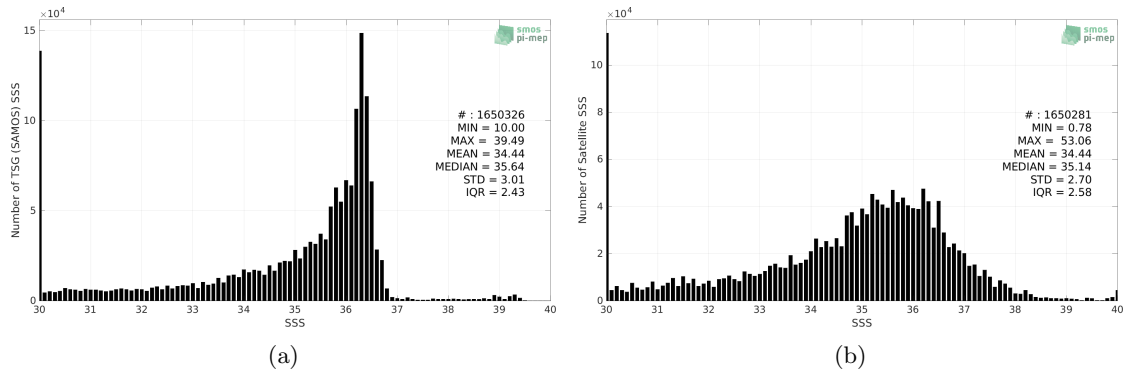 ×10⁴
15
10
5
0
Number of TSG (SAMOS) SSS
smos
pi-mep
# : 1650326
MIN = 10.00
MAX = 39.49
MEAN = 34.44
MEDIAN = 35.64
STD = 3.01
IQR = 2.43
30 31 32 33 34 35 36 37 38 39 40
SSS
(a)
×10⁴
10
8
6
4
2
0
Number of Satellite SSS
smos
pi-mep
# : 1650281
MIN = 0.78
MAX = 53.06
MEAN = 34.44
MEDIAN = 35.14
STD = 2.70
IQR = 2.58
30 31 32 33 34 35 36 37 38 39 40
SSS
(b)